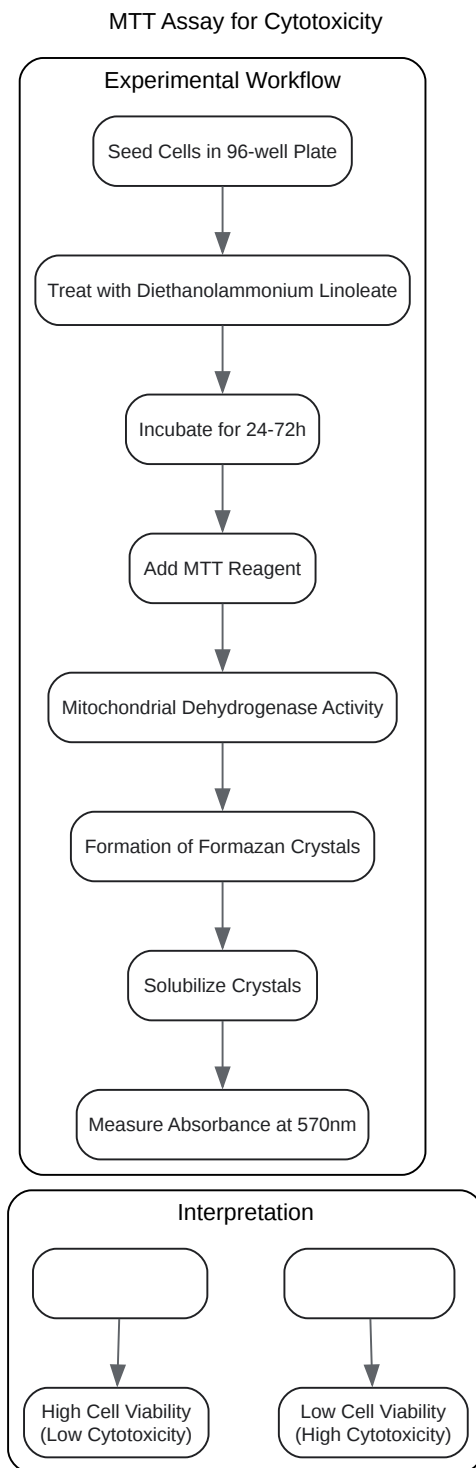 MTT Assay for Cytotoxicity
Experimental Workflow
Seed Cells in 96-well Plate
Treat with Diethanolammonium Linoleate
Incubate for 24-72h
Add MTT Reagent
Mitochondrial Dehydrogenase Activity
Formation of Formazan Crystals
Solubilize Crystals
Measure Absorbance at 570nm
Interpretation
High Cell Viability
(Low Cytotoxicity)
Low Cell Viability
(High Cytotoxicity)